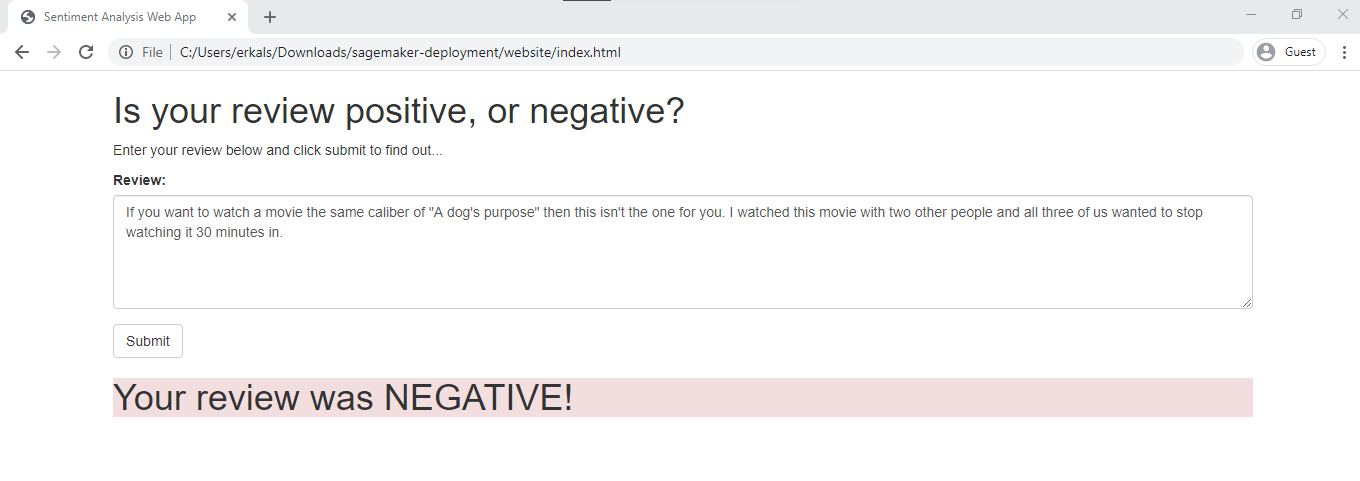 Sentiment Analysis Web App
File
C:/Users/erkals/Downloads/sagemaker-deployment/website/index.html
Guest
Is your review positive, or negative?
Enter your review below and click submit to find out...
Review:
If you want to watch a movie the same caliber of "A dog's purpose" then this isn't the one for you. I watched this movie with two other people and all three of us wanted to stop
watching it 30 minutes in.
Submit
Your review was NEGATIVE!